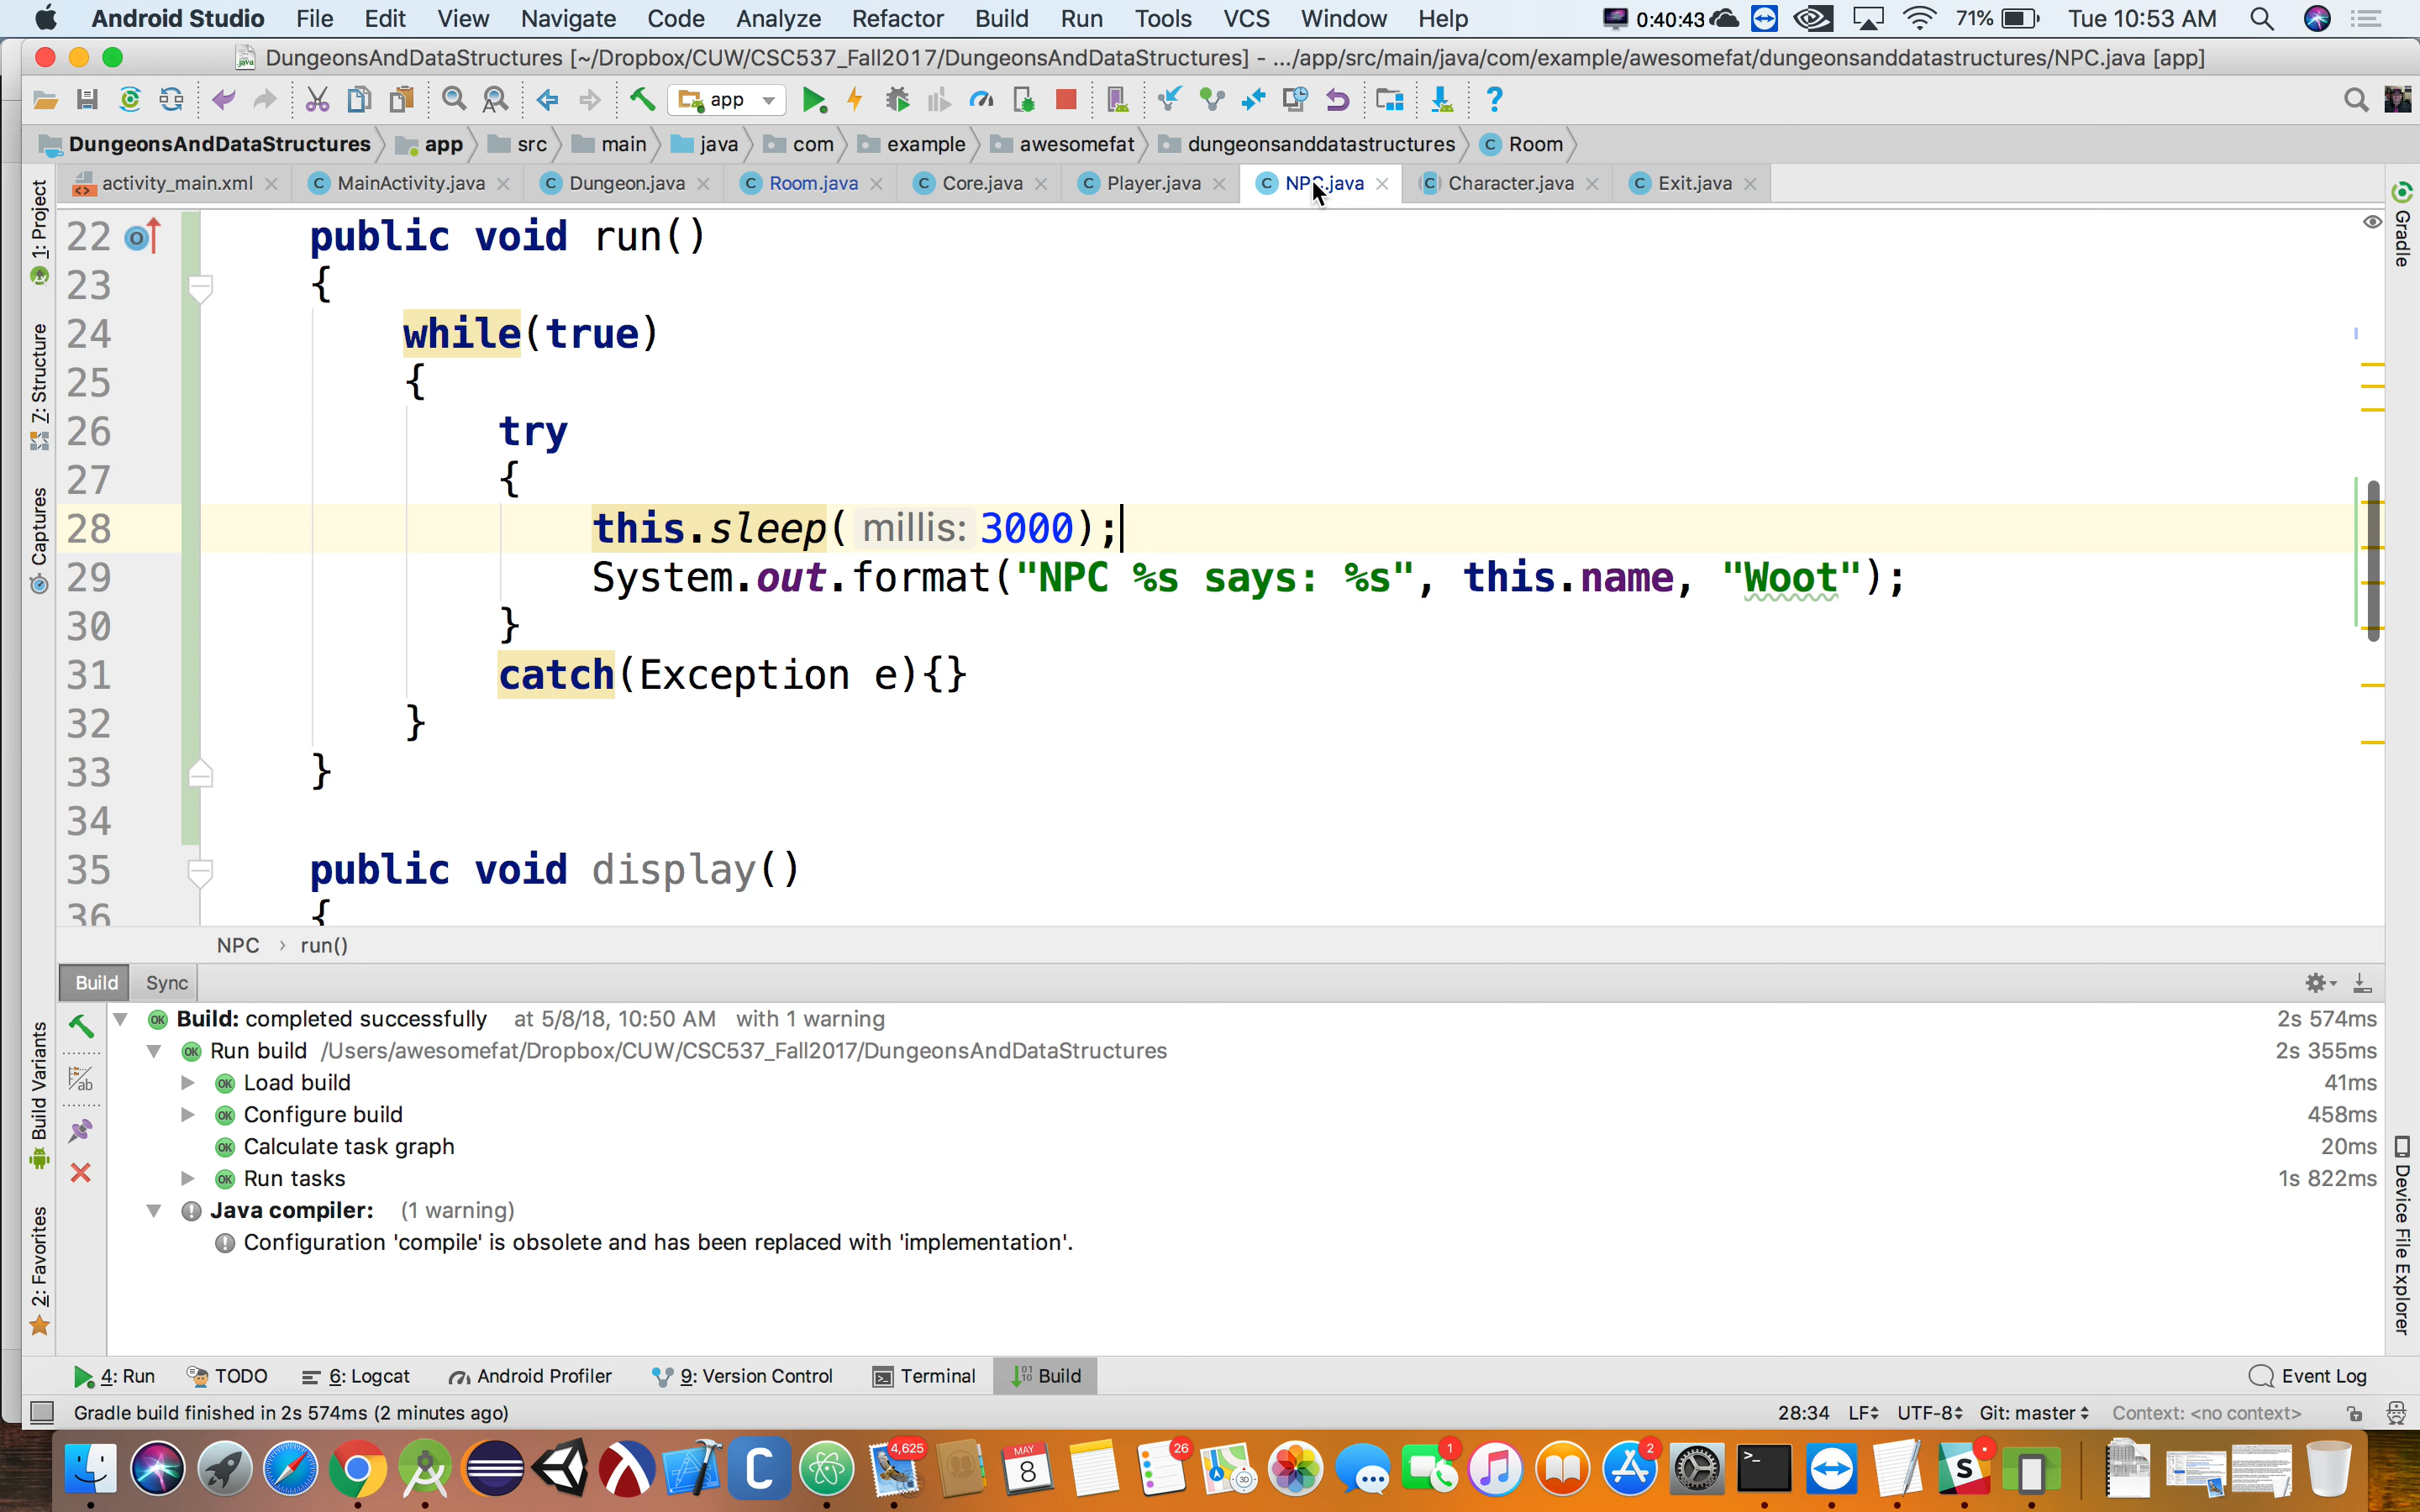 Android Studio File Edit View Navigate Code Analyze Refactor Build Run Tools VCS Window Help 0:40:43 71% Tue 10:53 AM
DungeonsAndDataStructures [~/Dropbox/CUW/CSC537_Fall2017/DungeonsAndDataStructures] - .../app/src/main/java/com/example/awesomefat/dungeonsanddatastructures/NPC.java [app]
app
DungeonsAndDataStructures app src main java com example awesomefat dungeonsanddatastructures Room
activity_main.xml MainActivity.java Dungeon.java Room.java Core.java Player.java NPC.java Character.java Exit.java
1: Project
7: Structure
Captures
Build Variants
2: Favorites
22 public void run()
23 {
24 while(true)
25 {
26 try
27 {
28 this.sleep( millis: 3000);
29 System.out.format("NPC %s says: %s", this.name, "Woot");
30 }
31 catch(Exception e){}
32 }
33 }
34
35 public void display()
36 {
NPC › run()
Gradle
Device File Explorer
Build Sync
Build: completed successfully at 5/8/18, 10:50 AM with 1 warning 2s 574ms
Run build /Users/awesomefat/Dropbox/CUW/CSC537_Fall2017/DungeonsAndDataStructures 2s 355ms
Load build 41ms
Configure build 458ms
Calculate task graph 20ms
Run tasks 1s 822ms
Java compiler: (1 warning)
Configuration 'compile' is obsolete and has been replaced with 'implementation'.
4: Run TODO 6: Logcat Android Profiler 9: Version Control Terminal Build Event Log
Gradle build finished in 2s 574ms (2 minutes ago) 28:34 LF UTF-8 Git: master Context: <no context>
4,625 MAY 8 26 3D 1 2